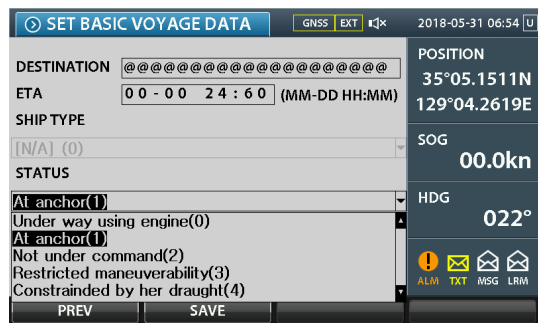 SET BASIC VOYAGE DATA
GNSS EXT
2018-05-31 06:54 U
DESTINATION @@@@@@@@@@@@@@@@@@@@
ETA 00-00 24:60 (MM-DD HH:MM)
SHIP TYPE
[N/A] (0)
STATUS
At anchor(1)
Under way using engine(0)
At anchor(1)
Not under command(2)
Restricted maneuverability(3)
Constrainded by her draught(4)
PREV SAVE
POSITION
35°05.1511N
129°04.2619E
SOG
00.0kn
HDG
022°
ALM TXT MSG LRM